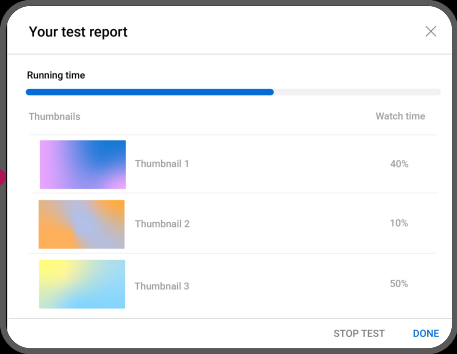 Your test report
Running time
Thumbnails Watch time
Thumbnail 1 40%
Thumbnail 2 10%
Thumbnail 3 50%
STOP TEST DONE